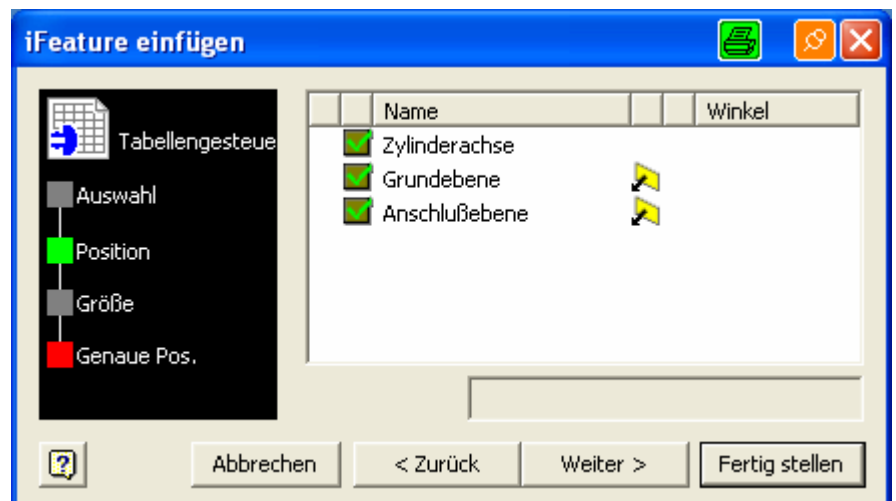 iFeature einfügen
Tabellengesteue
Auswahl
Position
Größe
Genaue Pos.
Name Winkel
Zylinderachse
Grundebene
Anschlußebene
Abbrechen < Zurück Weiter > Fertig stellen